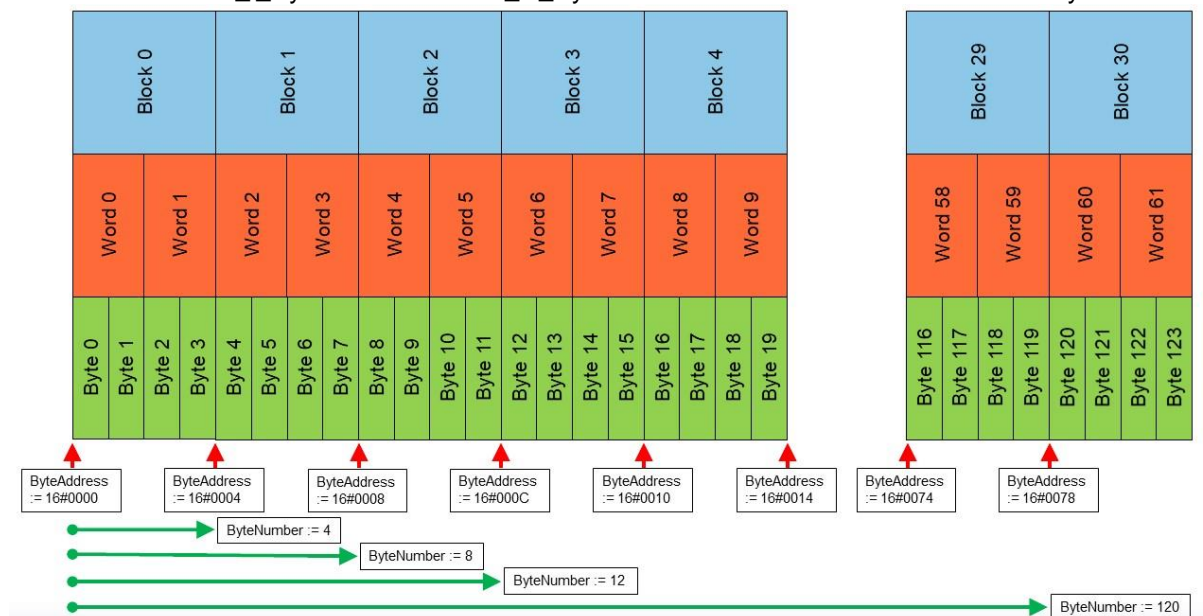 Block 0
Block 1
Block 2
Block 3
Block 4
Block 29
Block 30
Word 0
Word 1
Word 2
Word 3
Word 4
Word 5
Word 6
Word 7
Word 8
Word 9
Word 58
Word 59
Word 60
Word 61
Byte 0
Byte 1
Byte 2
Byte 3
Byte 4
Byte 5
Byte 6
Byte 7
Byte 8
Byte 9
Byte 10
Byte 11
Byte 12
Byte 13
Byte 14
Byte 15
Byte 16
Byte 17
Byte 18
Byte 19
Byte 116
Byte 117
Byte 118
Byte 119
Byte 120
Byte 121
Byte 122
Byte 123
ByteAddress
:= 16#0000
ByteAddress
:= 16#0004
ByteAddress
:= 16#0008
ByteAddress
:= 16#000C
ByteAddress
:= 16#0010
ByteAddress
:= 16#0014
ByteAddress
:= 16#0074
ByteAddress
:= 16#0078
ByteNumber := 4
ByteNumber := 8
ByteNumber := 12
ByteNumber := 120